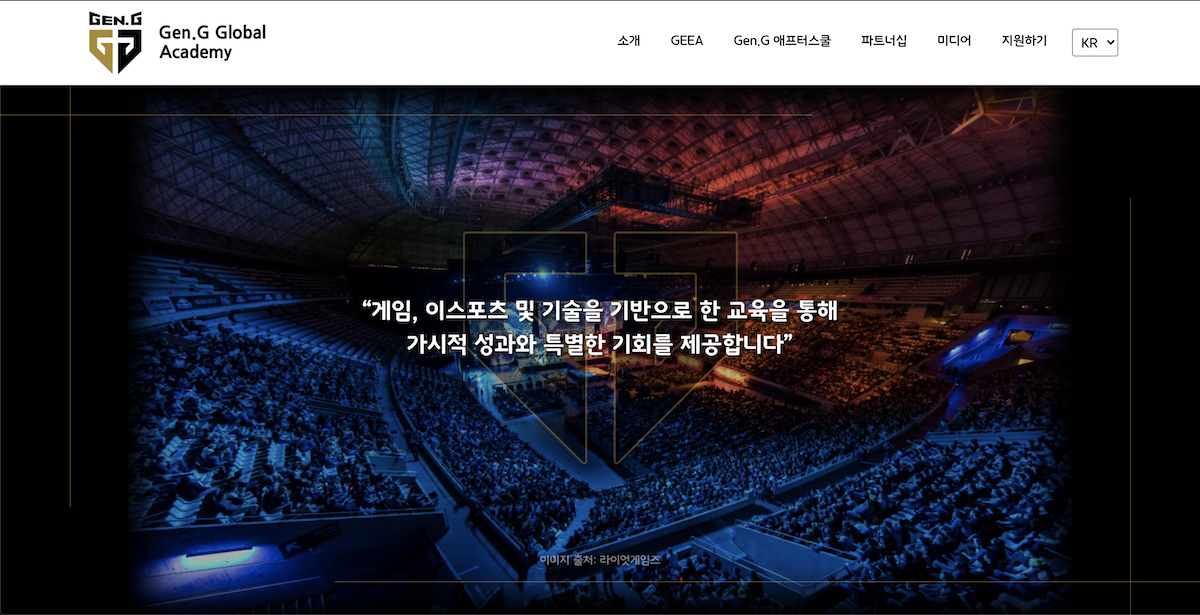 GEN.G
Gen.G Global
Academy
소개
GEEA
Gen.G 애프터스쿨
파트너십
미디어
지원하기
KR
“게임, 이스포츠 및 기술을 기반으로 한 교육을 통해
가시적 성과와 특별한 기회를 제공합니다”
이미지 출처: 라이엇게임즈